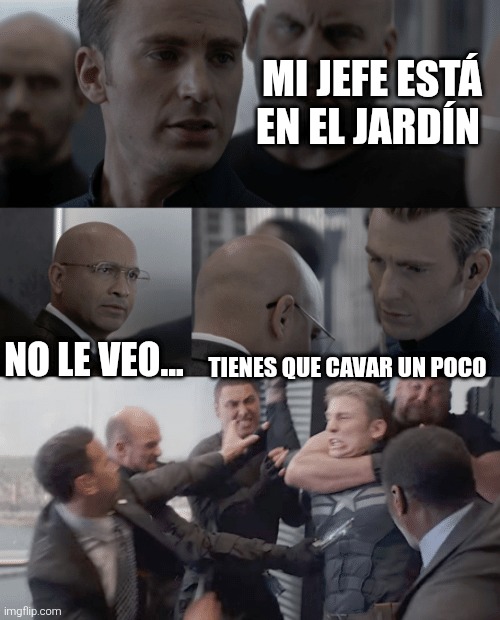 MI JEFE ESTÁ
EN EL JARDÍN
NO LE VEO...
TIENES QUE CAVAR UN POCO
imgflip.com